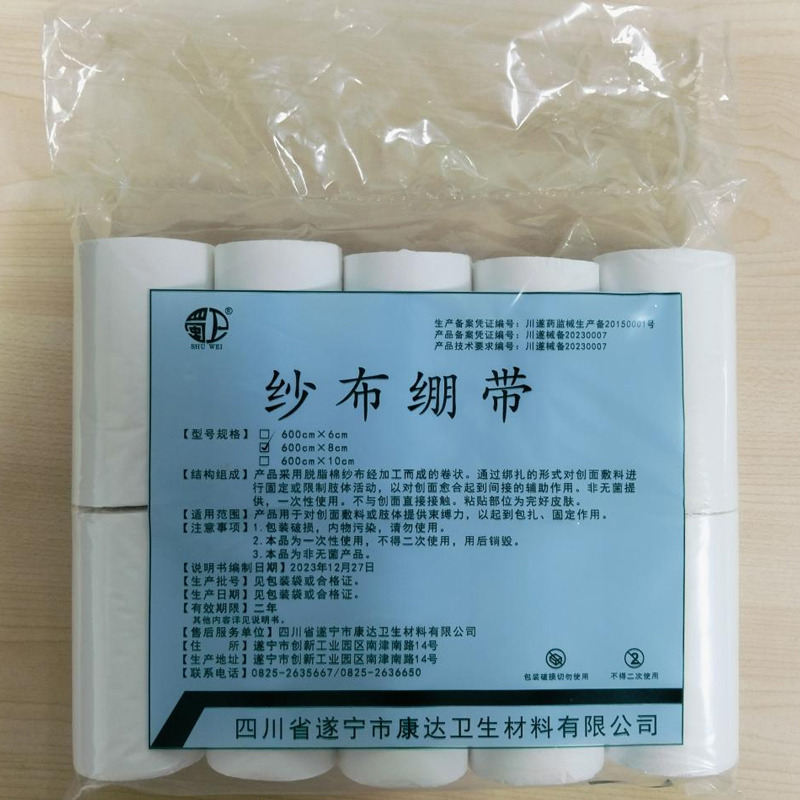 蜀卫®
SHU WEI
生产备案凭证编号：川遂药监械生产备20150001号
产品备案凭证编号：川遂械备20230007
产品技术要求编号：川遂械备20230007
纱布绷带
【型号规格】□ 600cm×6cm
☑ 600cm×8cm
□ 600cm×10cm
【结构组成】产品采用脱脂棉纱布经加工而成的卷状。通过绑扎的形式对创面敷料进
行固定或限制肢体活动，以对创面愈合起到间接的辅助作用。非无菌提
供，一次性使用。不与创面直接接触。粘贴部位为完好皮肤。
【适用范围】产品用于对创面敷料或肢体提供束缚力，以起到包扎、固定作用。
【注意事项】1.包装破损，内物污染，请勿使用。
2.本品为一次性使用，不得二次使用，用后销毁。
3.本品为非无菌产品。
【说明书编制日期】2023年12月27日
【生产批号】见包装袋或合格证。
【生产日期】见包装袋或合格证。
【有效期限】二年
其他内容详见说明书。
【售后服务单位】四川省遂宁市康达卫生材料有限公司
【住 所】遂宁市创新工业园区南津南路14号
【生产地址】遂宁市创新工业园区南津南路14号
【联系电话】0825-2635667/0825-2636650
包装破损切勿使用
不得二次使用
四川省遂宁市康达卫生材料有限公司